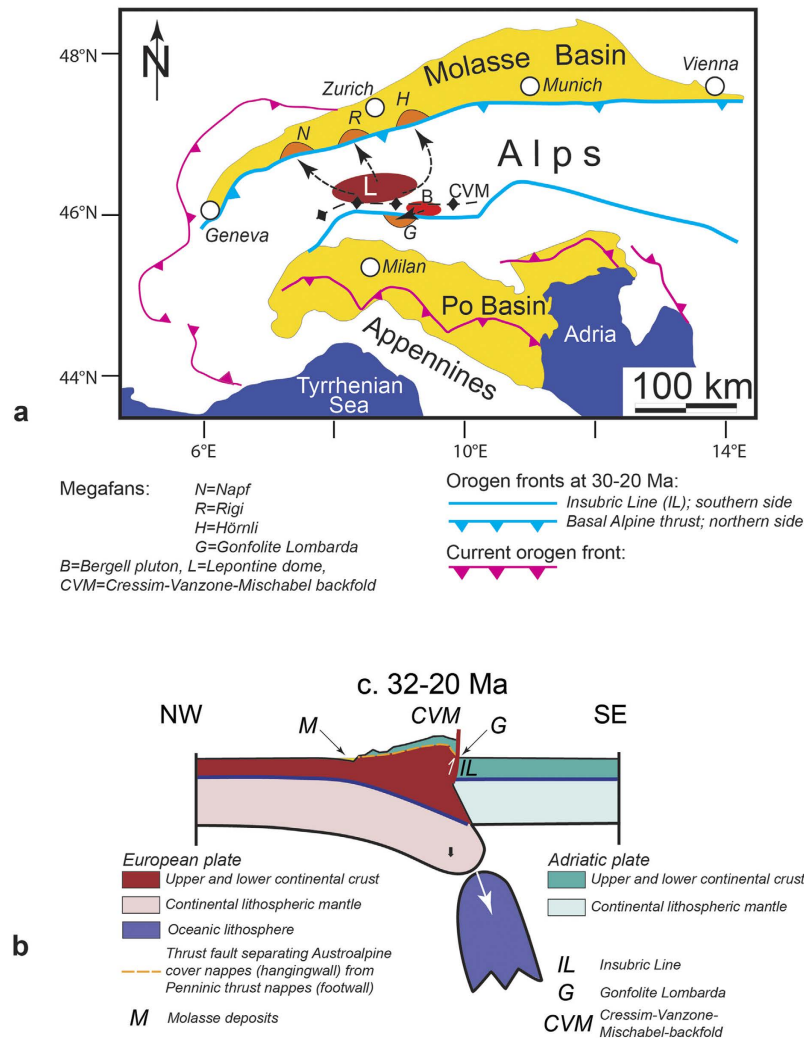 48°N
N
Molasse Basin
Vienna
Zurich
Munich
H
R
N
Alps
L
B
CVM
46°N
Geneva
G
Milan
Po Basin
Adria
Appennines
44°N
Tyrrhenian
Sea
100 km
a
6°E
10°E
14°E
Megafans:
N=Napf
R=Rigi
H=Hörnli
G=Gonfolite Lombarda
B=Bergell pluton, L=Lepontine dome,
CVM=Cressim-Vanzone-Mischabel backfold
Orogen fronts at 30-20 Ma:
Insubric Line (IL); southern side
Basal Alpine thrust; northern side
Current orogen front:
c. 32-20 Ma
NW
M
CVM
G
SE
IL
European plate
Upper and lower continental crust
Continental lithospheric mantle
Oceanic lithosphere
Thrust fault separating Austroalpine
cover nappes (hangingwall) from
Penninic thrust nappes (footwall)
M Molasse deposits
Adriatic plate
Upper and lower continental crust
Continental lithospheric mantle
b
IL Insubric Line
G Gonfolite Lombarda
CVM Cressim-Vanzone-
Mischabel-backfold